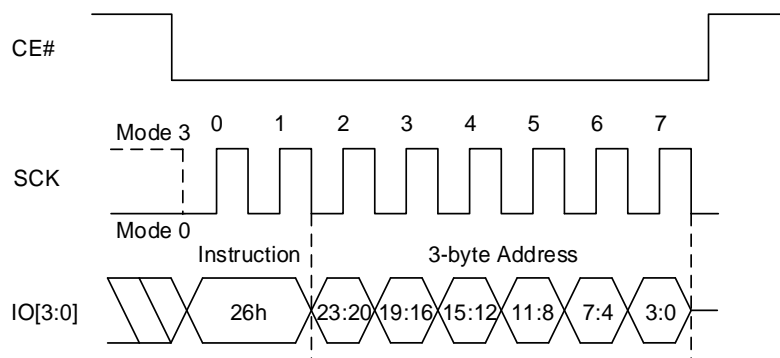 CE#
Mode 3
0 1 2 3 4 5 6 7
SCK
Mode 0
Instruction 3-byte Address
IO[3:0] 26h 23:20 19:16 15:12 11:8 7:4 3:0